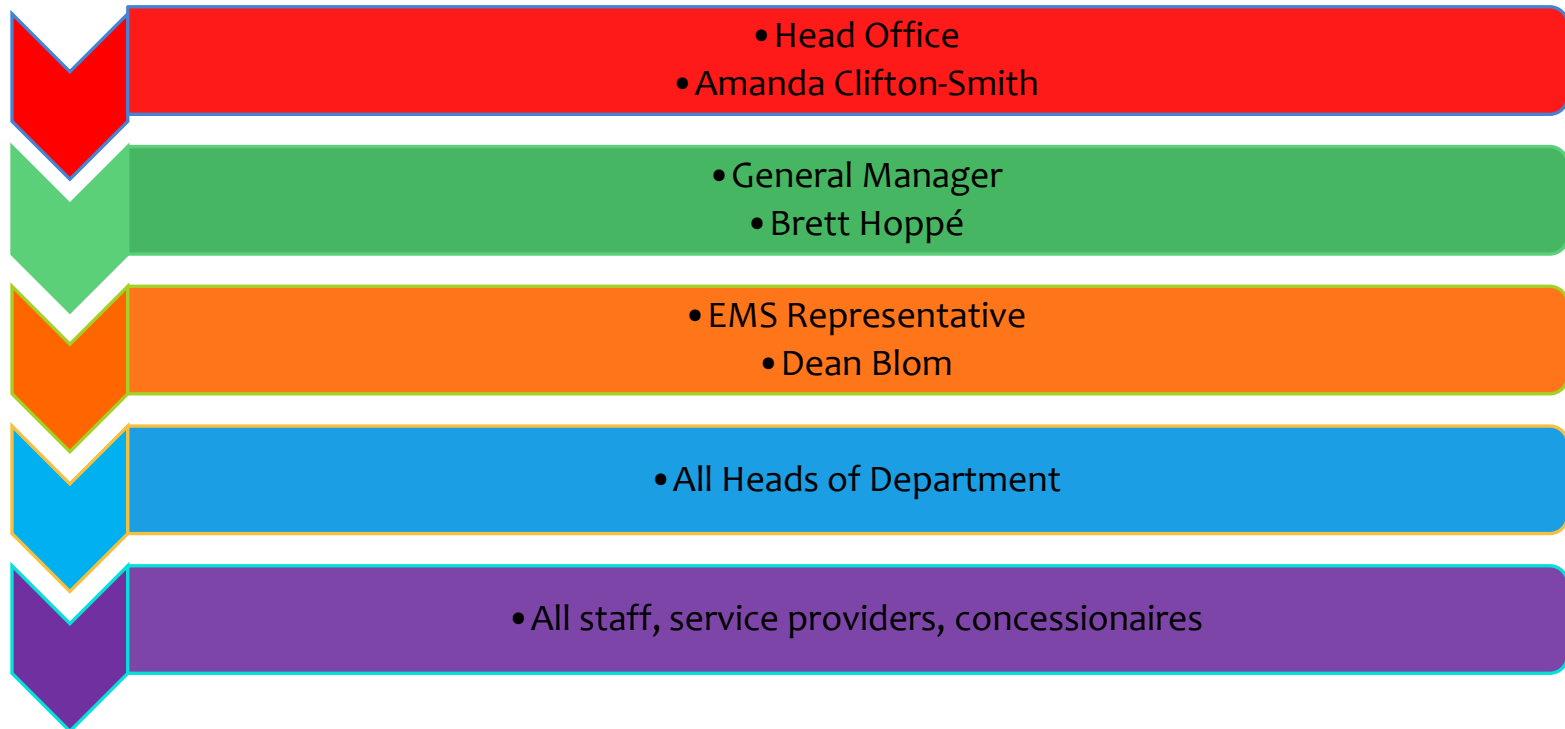 •Head Office
•Amanda Clifton-Smith
•General Manager
•Brett Hoppé
•EMS Representative
•Dean Blom
•All Heads of Department
•All staff, service providers, concessionaires